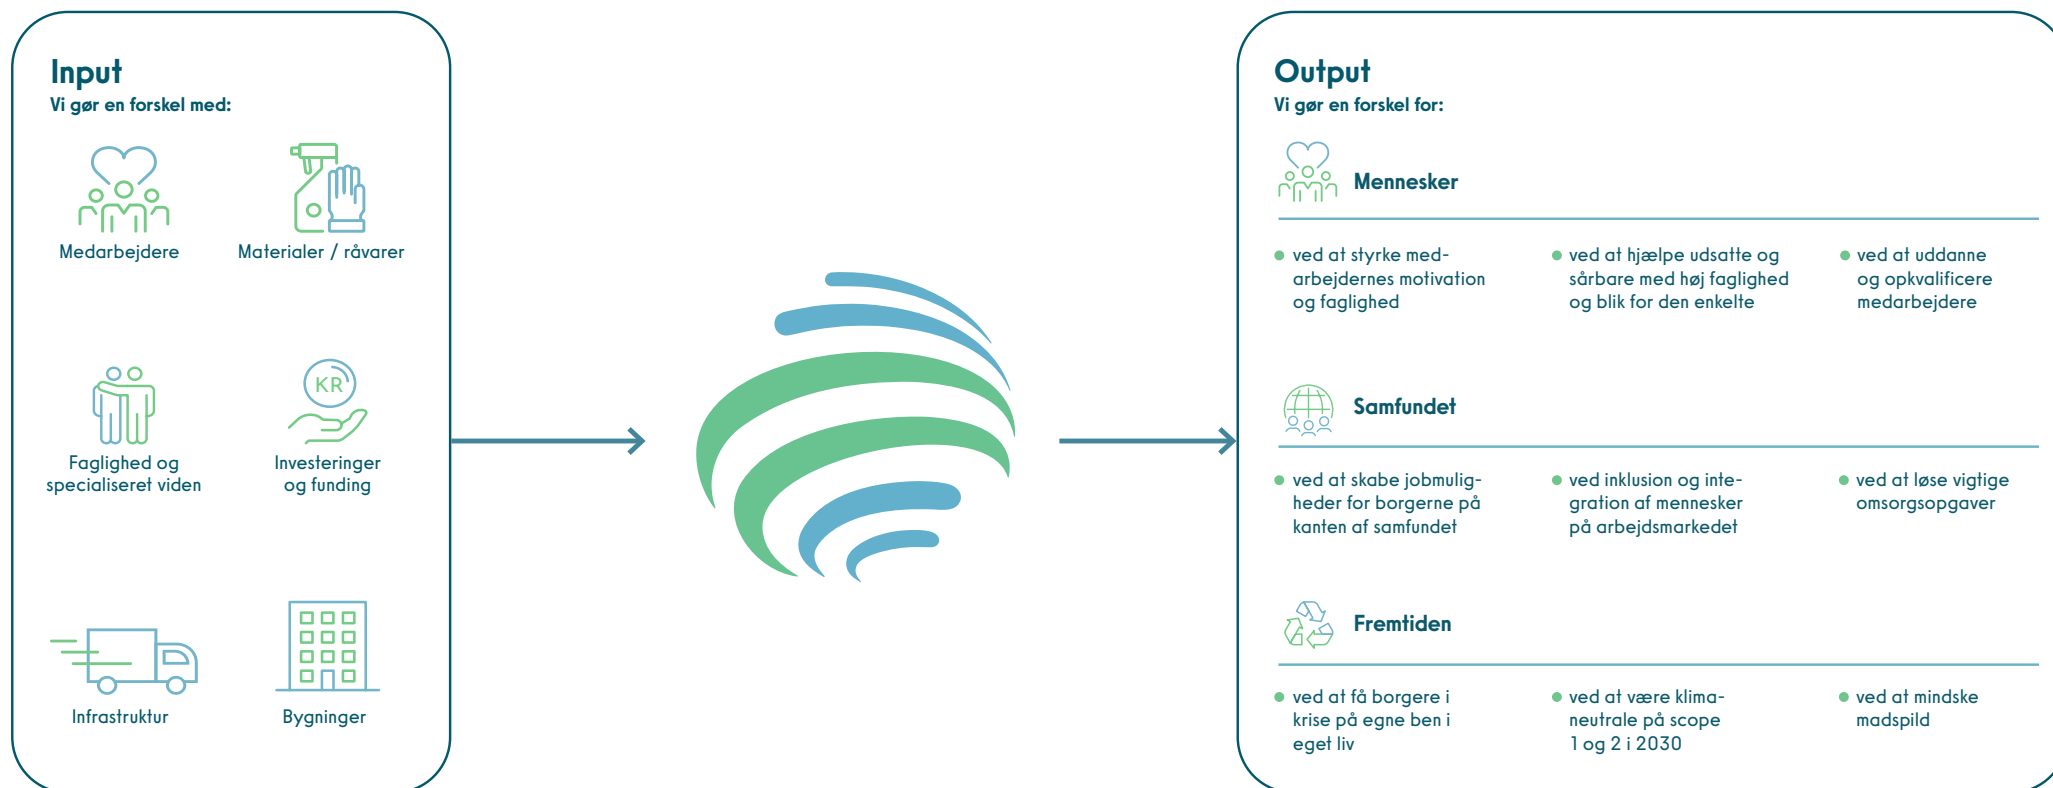 Input
Vi gør en forskel med:
Medarbejdere
Materialer / råvarer
KR
Faglighed og
specialiseret viden
Investeringer
og funding
Infrastruktur
Bygninger
Output
Vi gør en forskel for:
Mennesker
ved at styrke med-
arbejdernes motivation
og faglighed
ved at hjælpe udsatte og
sårbare med høj faglighed
og blik for den enkelte
ved at uddanne
og opkvalificere
medarbejdere
Samfundet
ved at skabe jobmulig-
heder for borgerne på
kanten af samfundet
ved inklusion og inte-
gration af mennesker
på arbejdsmarkedet
ved at løse vigtige
omsorgsopgaver
Fremtiden
ved at få borgere i
krise på egne ben i
eget liv
ved at være klima-
neutrale på scope
1 og 2 i 2030
ved at mindske
madspild